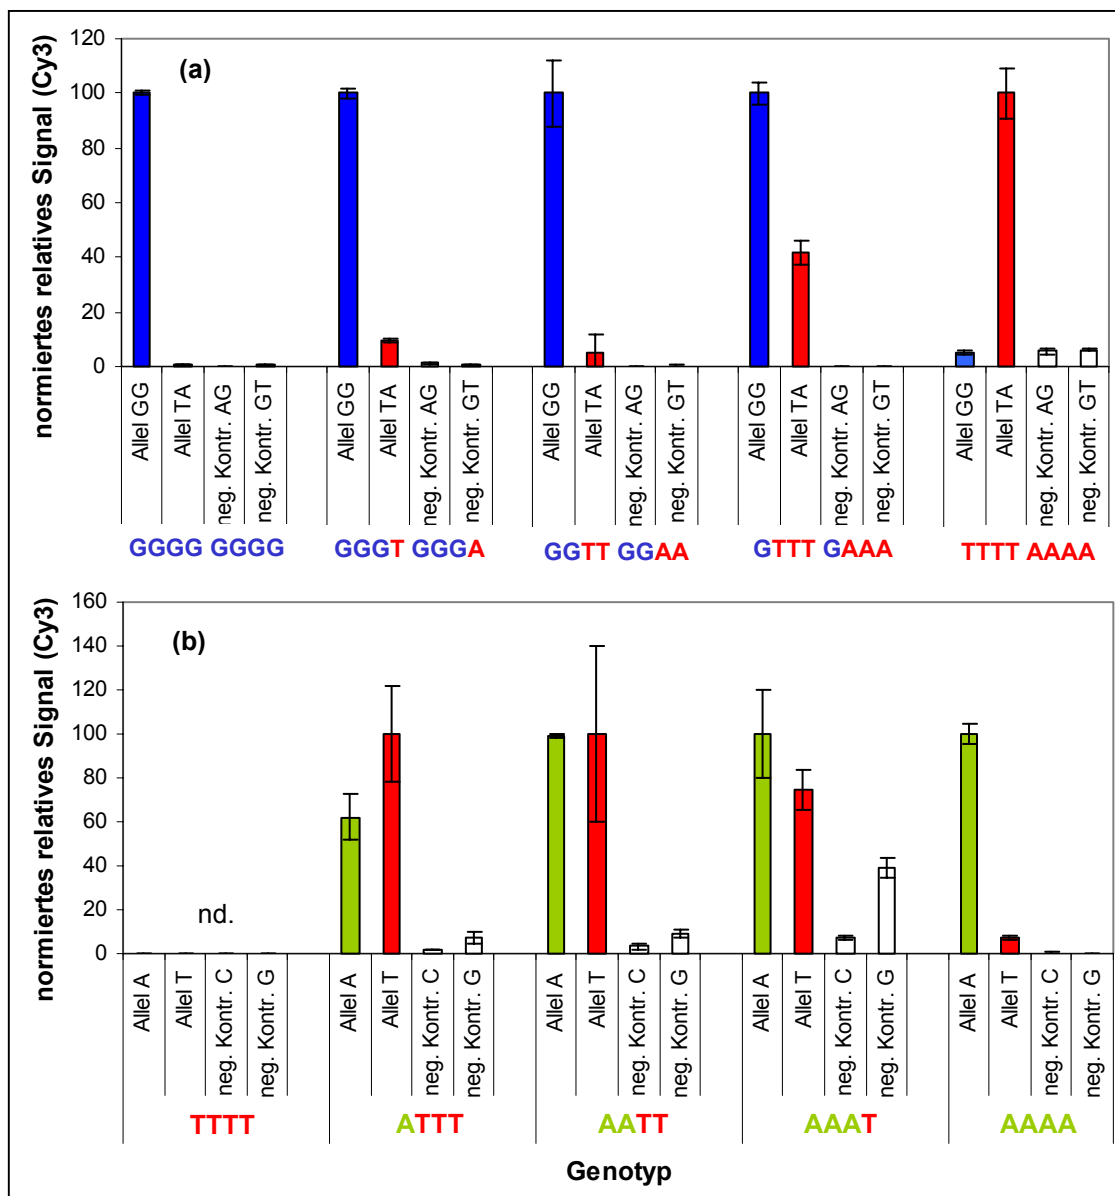 normiertes relatives Signal (Cy3)
(a)
120
100
80
60
40
20
0
Allel GG
Allel TA
neg. Kontr. AG
neg. Kontr. GT
Allel GG
Allel TA
neg. Kontr. AG
neg. Kontr. GT
Allel GG
Allel TA
neg. Kontr. AG
neg. Kontr. GT
Allel GG
Allel TA
neg. Kontr. AG
neg. Kontr. GT
Allel GG
Allel TA
neg. Kontr. AG
neg. Kontr. GT
GGGG GGGG
GGGT GGGA
GGTT GGAA
GTTT GAAA
TTTT AAAA
normiertes relatives Signal (Cy3)
(b)
160
140
120
100
80
60
40
20
0
nd.
Allel A
Allel T
neg. Kontr. C
neg. Kontr. G
Allel A
Allel T
neg. Kontr. C
neg. Kontr. G
Allel A
Allel T
neg. Kontr. C
neg. Kontr. G
Allel A
Allel T
neg. Kontr. C
neg. Kontr. G
Allel A
Allel T
neg. Kontr. C
neg. Kontr. G
TTTT
ATTT
AATT
AAAT
AAAA
Genotyp